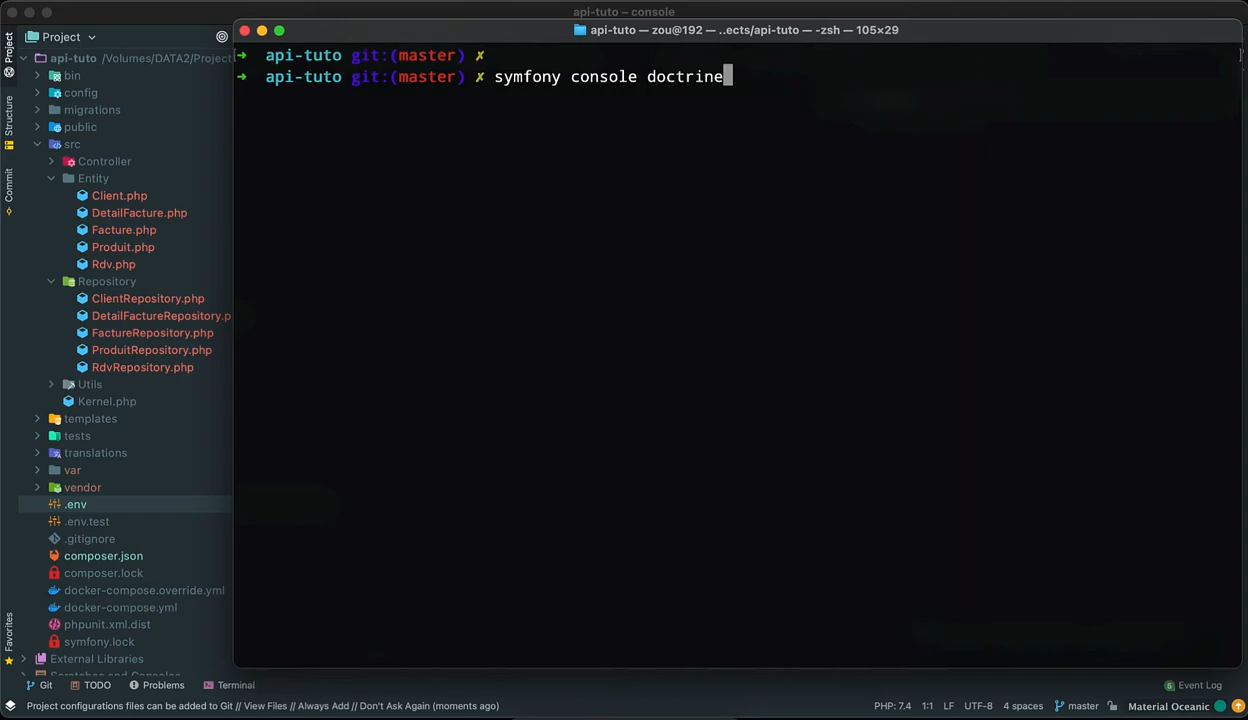 api-tuto – console
Project
api-tuto — zou@192 — ..ects/api-tuto — -zsh — 105×29
api-tuto /Volumes/DATA2/Project
bin
config
migrations
public
src
Controller
Entity
Client.php
DetailFacture.php
Facture.php
Produit.php
Rdv.php
Repository
ClientRepository.php
DetailFactureRepository.p
FactureRepository.php
ProduitRepository.php
RdvRepository.php
Utils
Kernel.php
templates
tests
translations
var
vendor
.env
.env.test
.gitignore
composer.json
composer.lock
docker-compose.override.yml
docker-compose.yml
phpunit.xml.dist
symfony.lock
External Libraries
Project
Structure
Commit
Favorites
➜ api-tuto git:(master) ✗
➜ api-tuto git:(master) ✗ symfony console doctrine
Git TODO Problems Terminal
5 Event Log
Project configurations files can be added to Git // View Files // Always Add // Don't Ask Again (moments ago)
PHP: 7.4 1:1 LF UTF-8 4 spaces master Material Oceanic